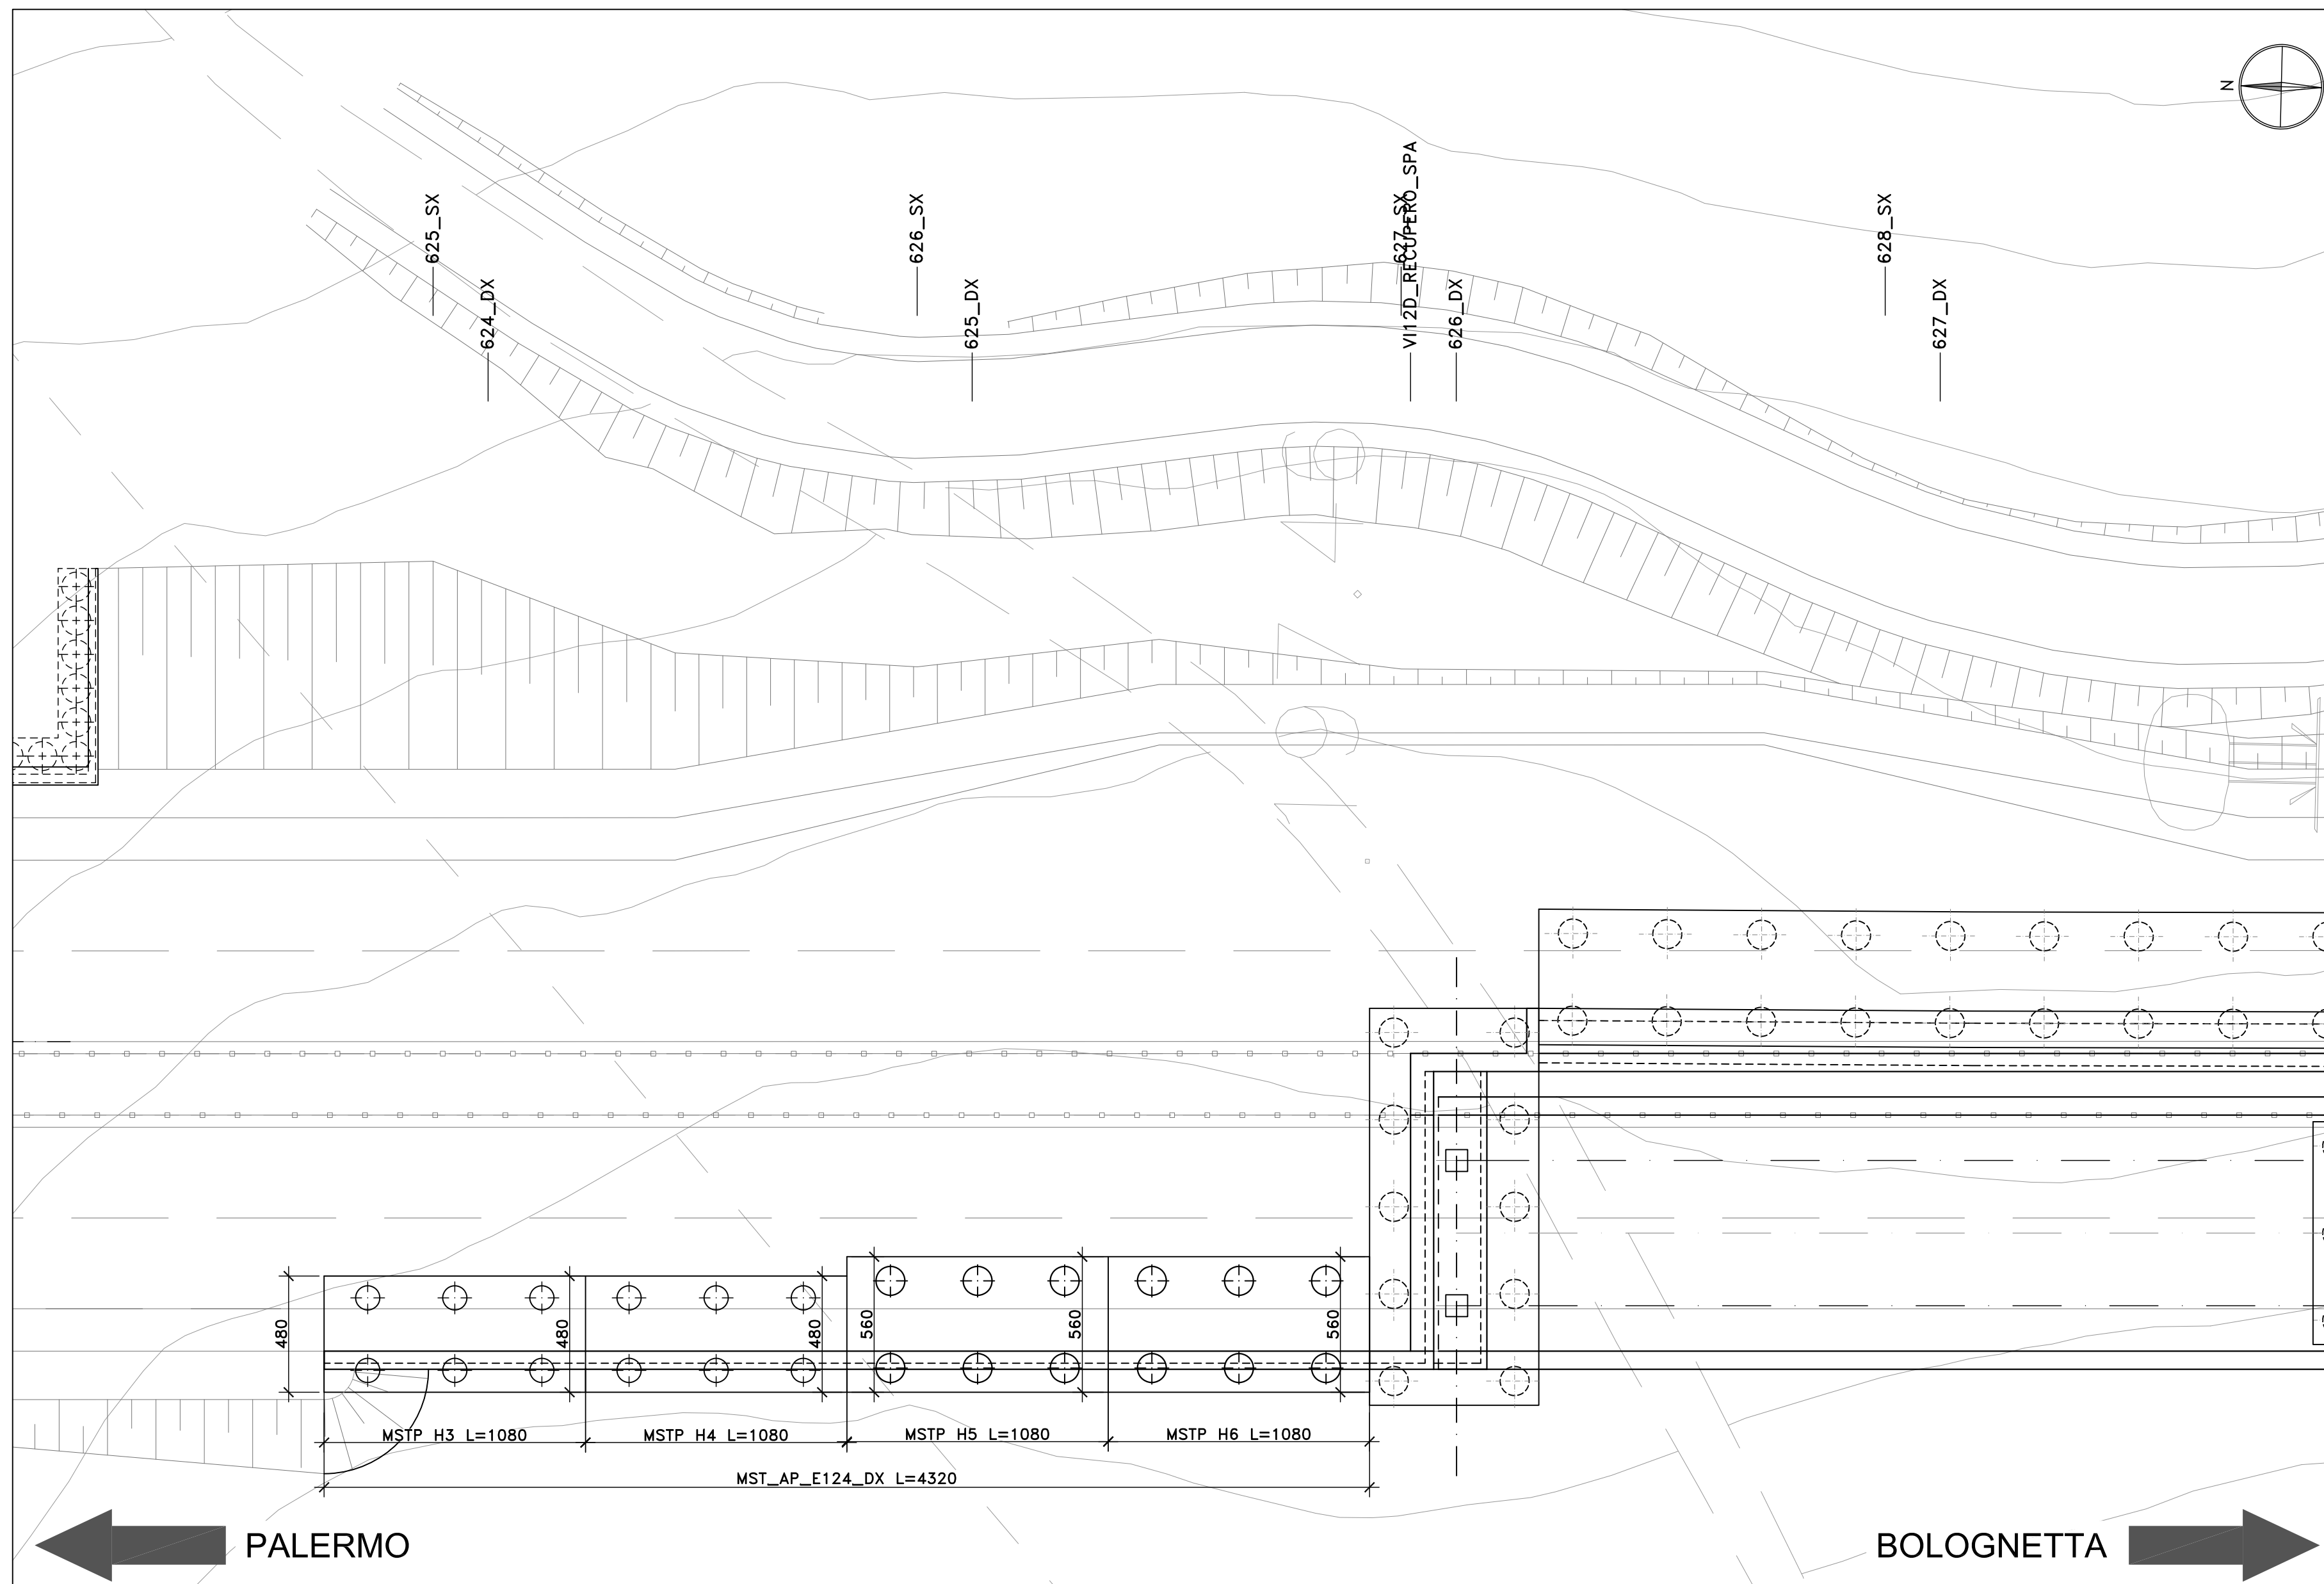 N
625_SX
626_SX
627_SX
VI12D_RECUPERO_SPA
628_SX
624_DX
625_DX
626_DX
627_DX
480
480
480
560
560
560
MSTP H3 L=1080
MSTP H4 L=1080
MSTP H5 L=1080
MSTP H6 L=1080
MST_AP_E124_DX L=4320
PALERMO
BOLOGNETTA